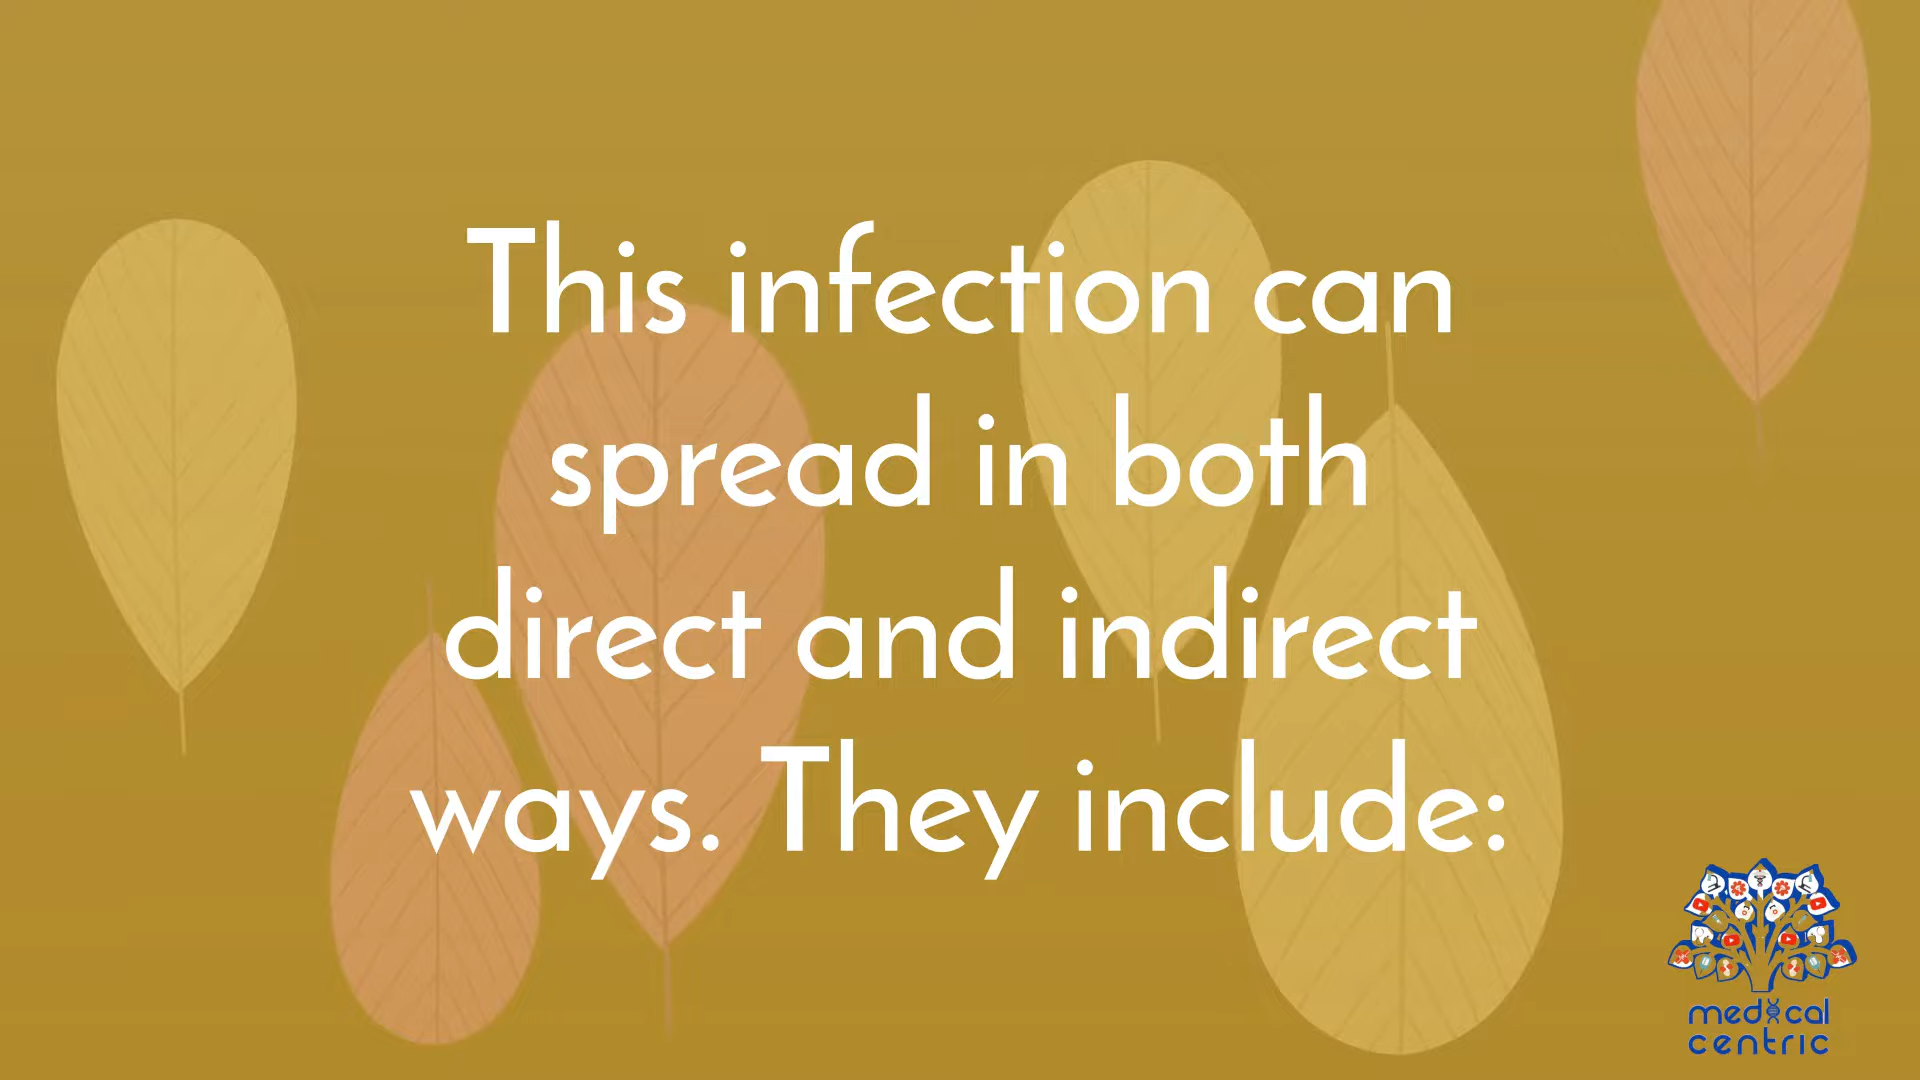 This infection can
spread in both
direct and indirect
ways. They include:
medical
centric